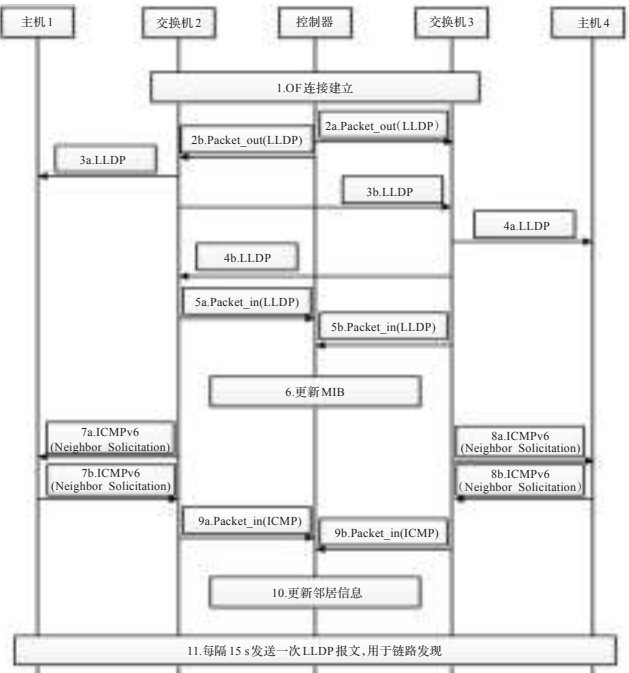 主机1
交换机2
控制器
交换机3
主机4
1.OF连接建立
2a.Packet_out(LLDP)
2b.Packet_out(LLDP)
3a.LLDP
3b.LLDP
4a.LLDP
4b.LLDP
5a.Packet_in(LLDP)
5b.Packet_in(LLDP)
6.更新MIB
7a.ICMPv6
(Neighbor Solicitation)
8a.ICMPv6
(Neighbor Solicitation)
7b.ICMPv6
(Neighbor Solicitation)
8b.ICMPv6
(Neighbor Solicitation)
9a.Packet_in(ICMP)
9b.Packet_in(ICMP)
10.更新邻居信息
11.每隔15 s发送一次LLDP报文,用于链路发现